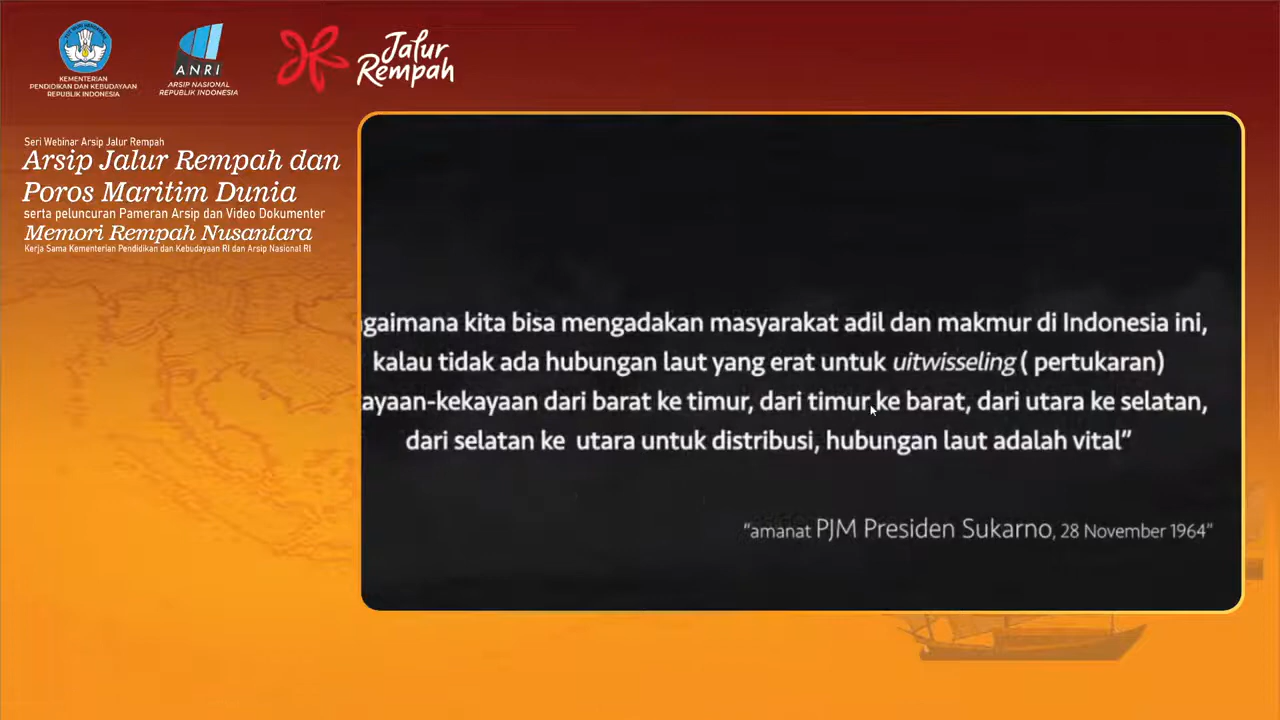 KEMENTERIAN
PENDIDIKAN DAN KEBUDAYAAN
REPUBLIK INDONESIA
ANRI
ARSIP NASIONAL
REPUBLIK INDONESIA
Jalur
Rempah
Seri Webinar Arsip Jalur Rempah
Arsip Jalur Rempah dan
Poros Maritim Dunia
serta peluncuran Pameran Arsip dan Video Dokumenter
Memori Rempah Nusantara
Kerja Sama Kementerian Pendidikan dan Kebudayaan RI dan Arsip Nasional RI
gaimana kita bisa mengadakan masyarakat adil dan makmur di Indonesia ini,
kalau tidak ada hubungan laut yang erat untuk uitwisseling ( pertukaran)
ayaan-kekayaan dari barat ke timur, dari timur ke barat, dari utara ke selatan,
dari selatan ke utara untuk distribusi, hubungan laut adalah vital”
“amanat PJM Presiden Sukarno, 28 November 1964”